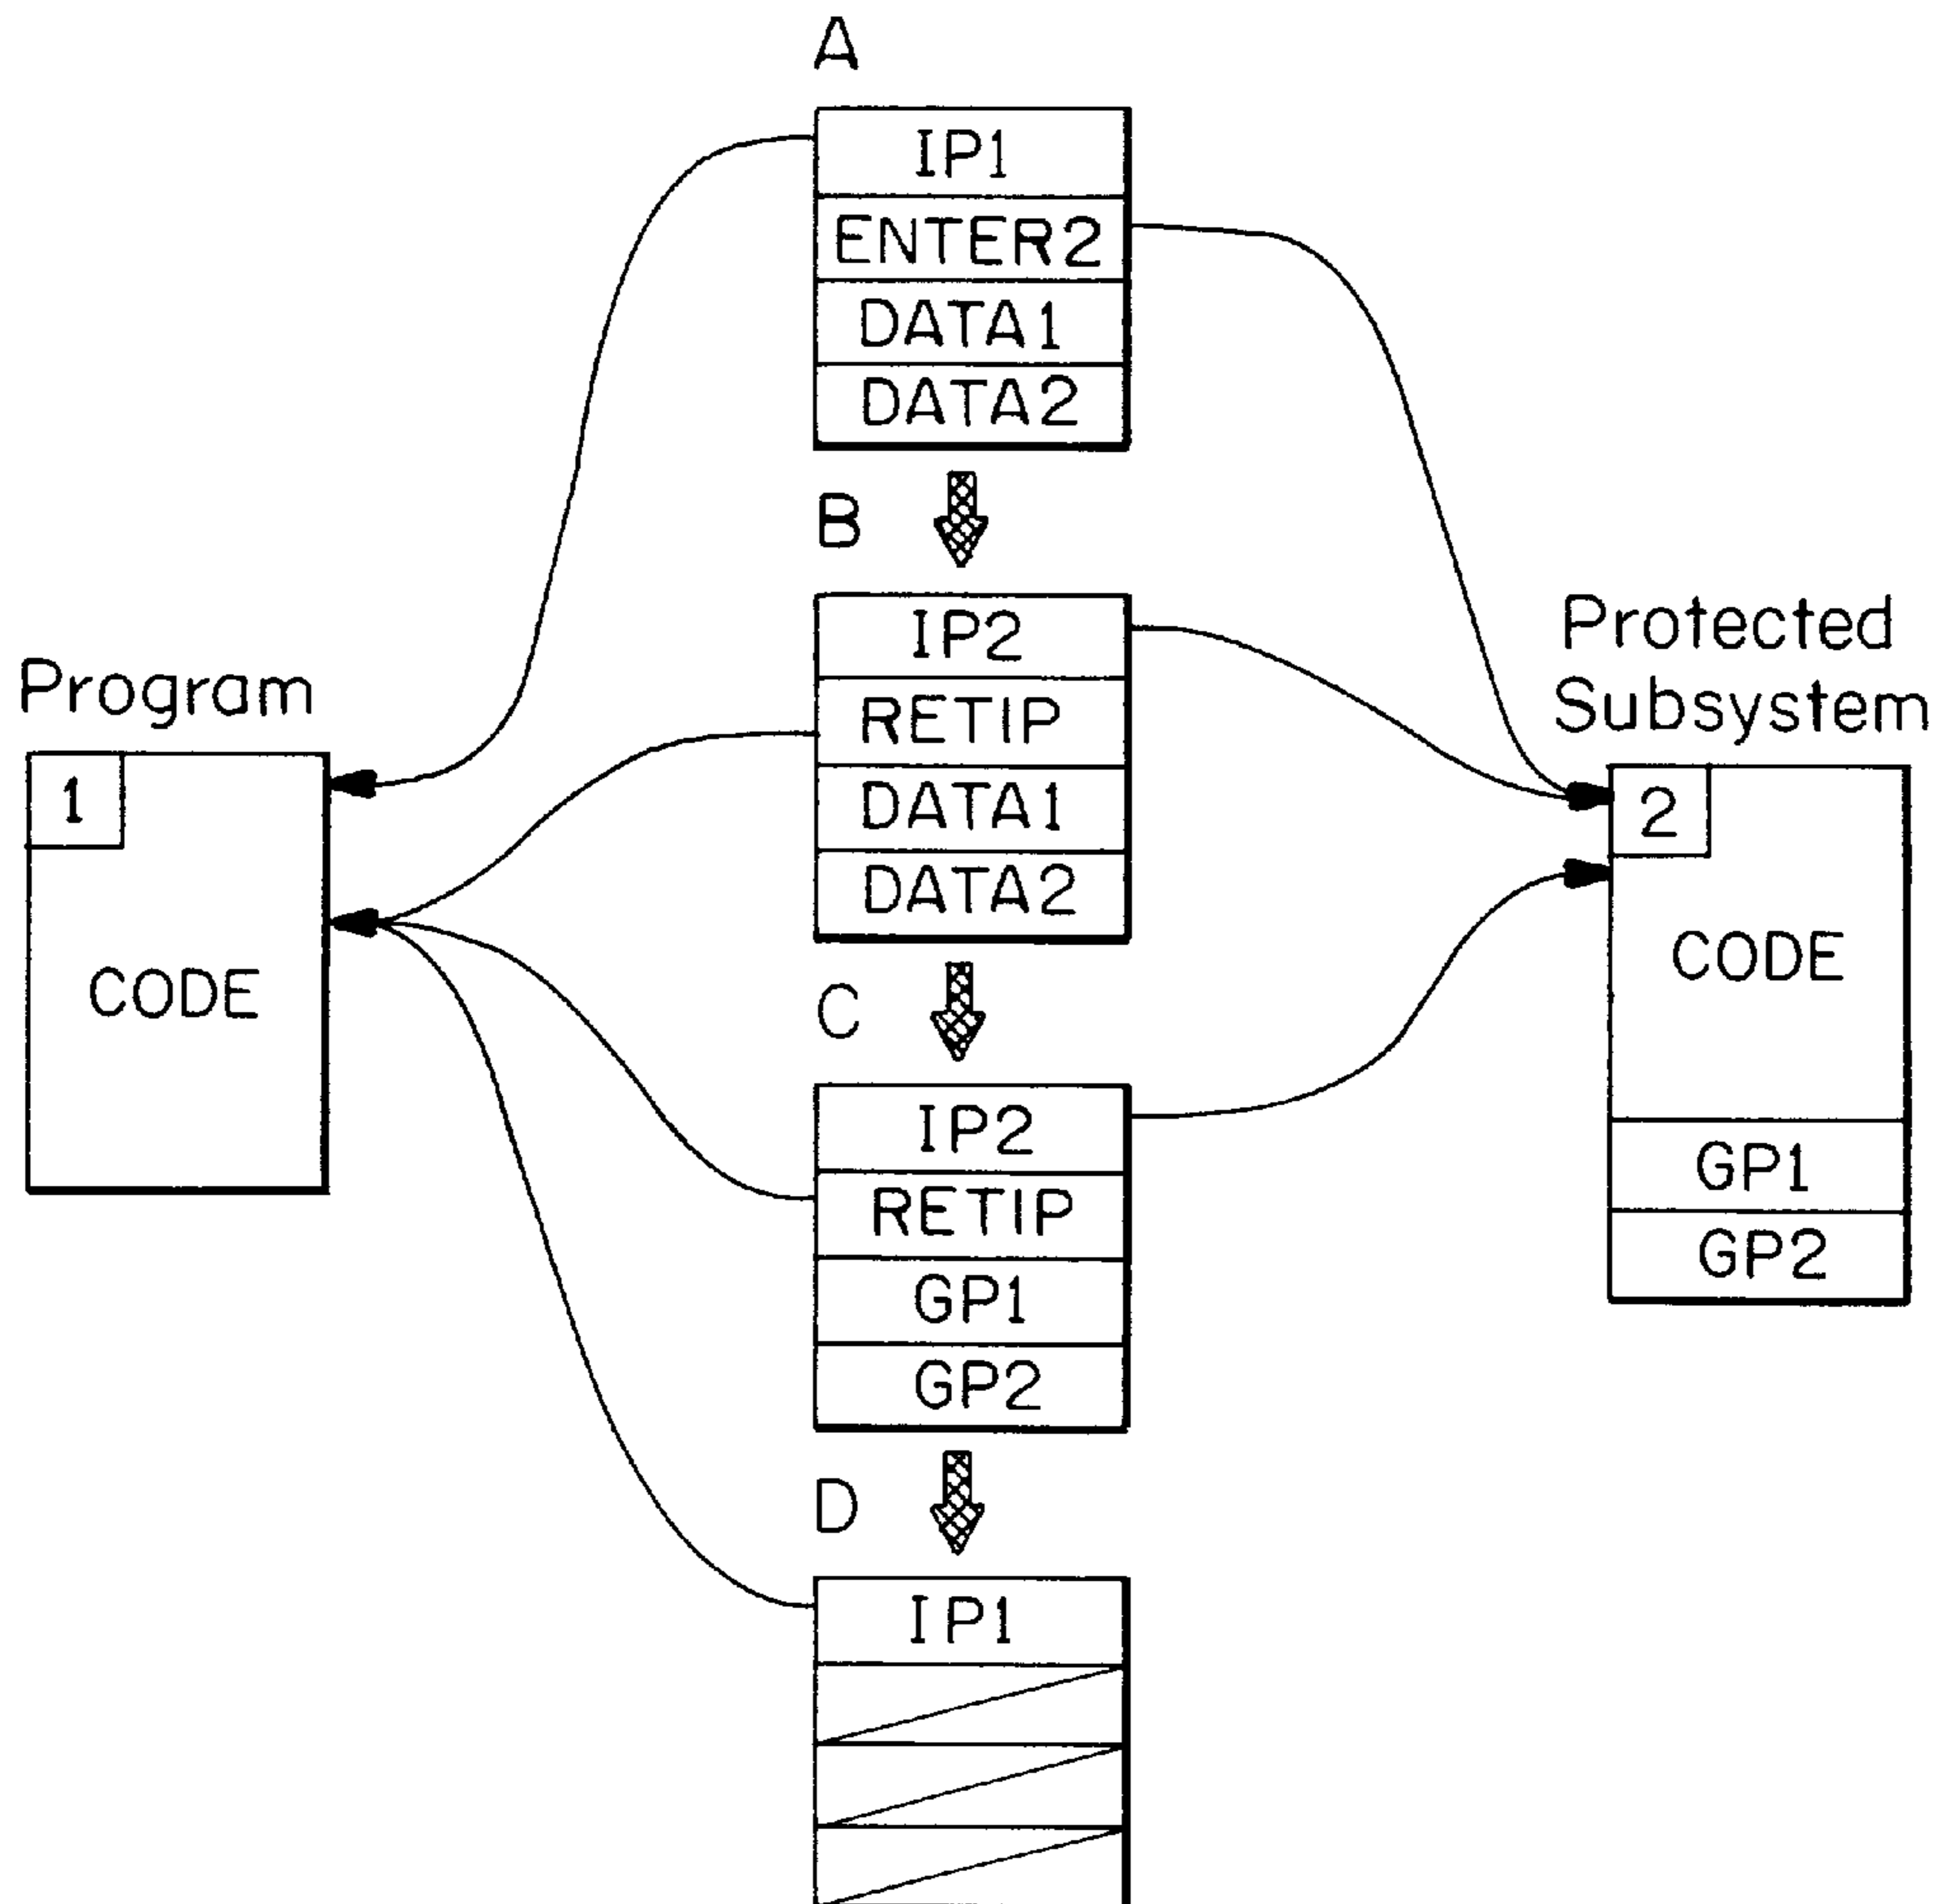 A
IP1
ENTER2
DATA1
DATA2
B
IP2
RETIP
DATA1
DATA2
C
IP2
RETIP
GP1
GP2
D
IP1
Program
1
CODE
Protected
Subsystem
2
CODE
GP1
GP2